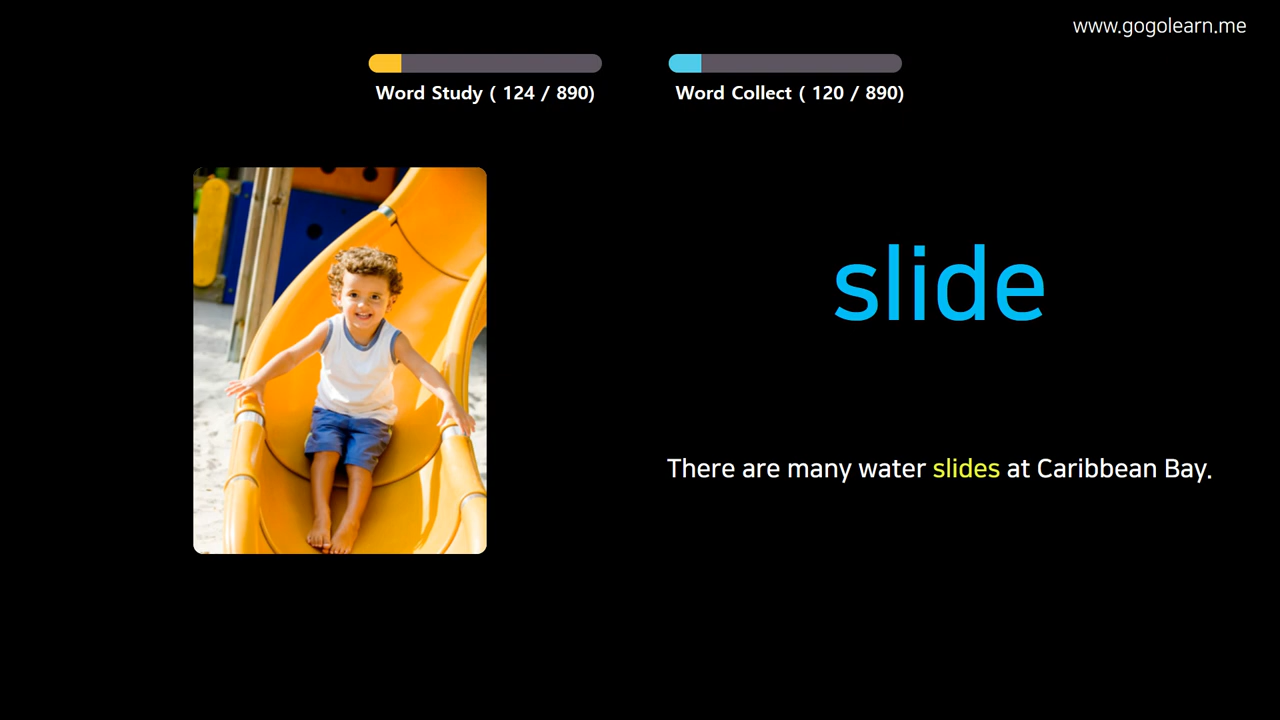 www.gogolearn.me
Word Study ( 124 / 890)
Word Collect ( 120 / 890)
slide
There are many water slides at Caribbean Bay.